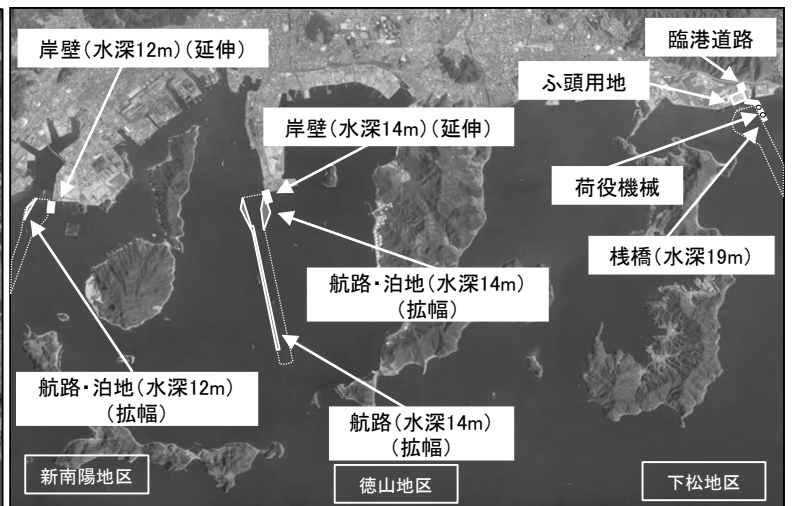 岸壁(水深12m)(延伸)
臨港道路
ふ頭用地
岸壁(水深14m)(延伸)
荷役機械
桟橋(水深19m)
航路・泊地(水深14m)
(拡幅)
航路・泊地(水深12m)
(拡幅)
航路(水深14m)
(拡幅)
新南陽地区
徳山地区
下松地区